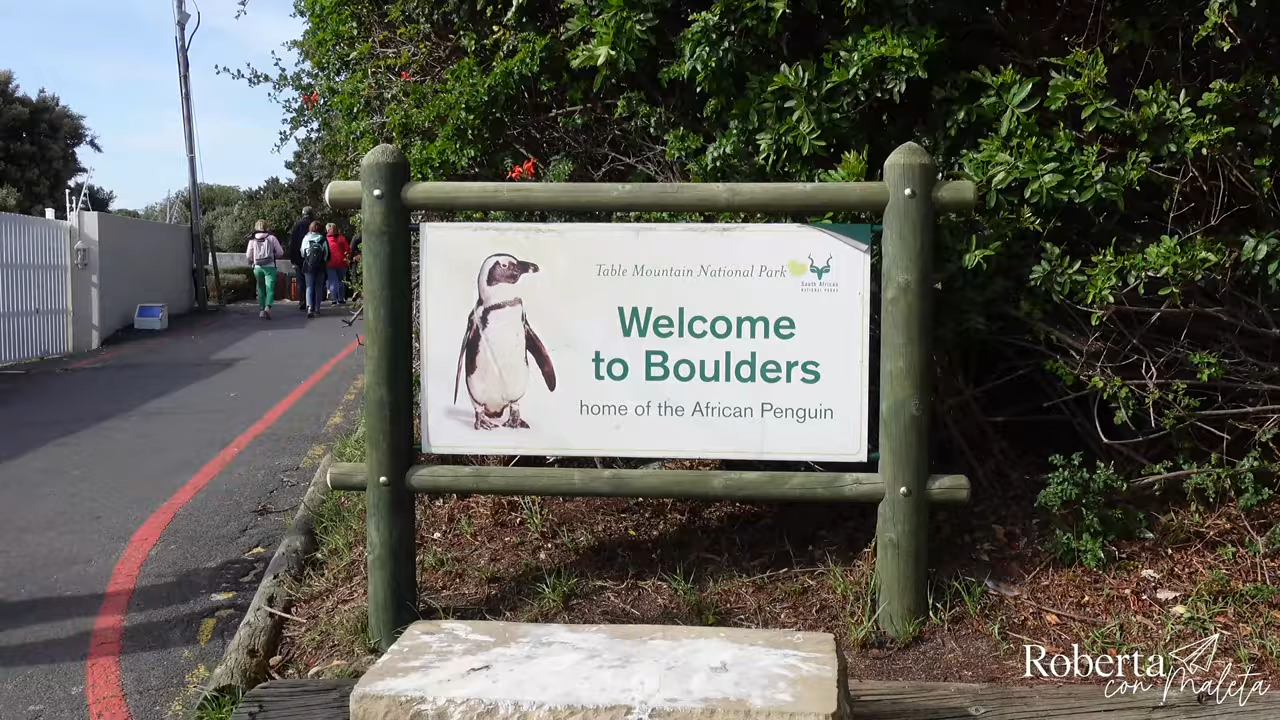 Table Mountain National Park
South African
NATIONAL PARKS
Welcome
to Boulders
home of the African Penguin
Roberta
con Maleta